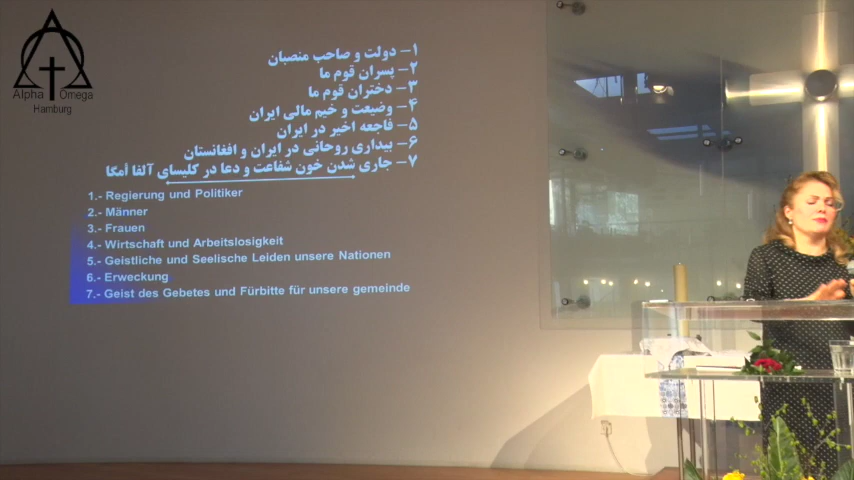 Alpha Omega
Hamburg
۱- دولت و صاحب منصبان
۲- پسران قوم ما
۳- دختران قوم ما
۴- وضیعت و خیم مالی ایران
۵- فاجعه اخیر در ایران
۶- بیداری روحانی در ایران و افغانستان
۷- جاری شدن خون شفاعت و دعا در کلیسای آلفا اُمگا
1.- Regierung und Politiker
2.- Männer
3.- Frauen
4.- Wirtschaft und Arbeitslosigkeit
5.- Geistliche und Seelische Leiden unsere Nationen
6.- Erweckung
7.- Geist des Gebetes und Fürbitte für unsere gemeinde